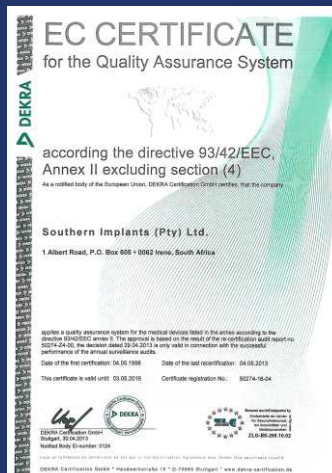 EC CERTIFICATE
for the Quality Assurance System
DEKRA
according the directive 93/42/EEC,
Annex II excluding section (4)
As a notified body of the European Union, DEKRA Certification GmbH certifies, that the company
Southern Implants (Pty) Ltd.
1 Albert Road, P.O. Box 605 • 0062 Irene, South Africa
applies a quality assurance system for the medical devices listed in the annex according to the
directive 93/42/EEC annex II. The approval is based on the result of the re-certification audit report no.
50274-Z4-00, the decision dated 29.04.2013 is only valid in connection with the successful
performance of the annual surveillance audits.
Date of the first certification: 04.05.1998
Date of the last recertification: 04.05.2013
This certificate is valid until: 03.05.2018
Certificate registration No.: 50274-16-04
DEKRA
DEKRA Certification GmbH
Stuttgart, 30.04.2013
Notified Body ID-number: 0124
ZLG
DEKRA Certification GmbH * Handwerkstraße 15 * D-70565 Stuttgart * www.dekra-certification.de